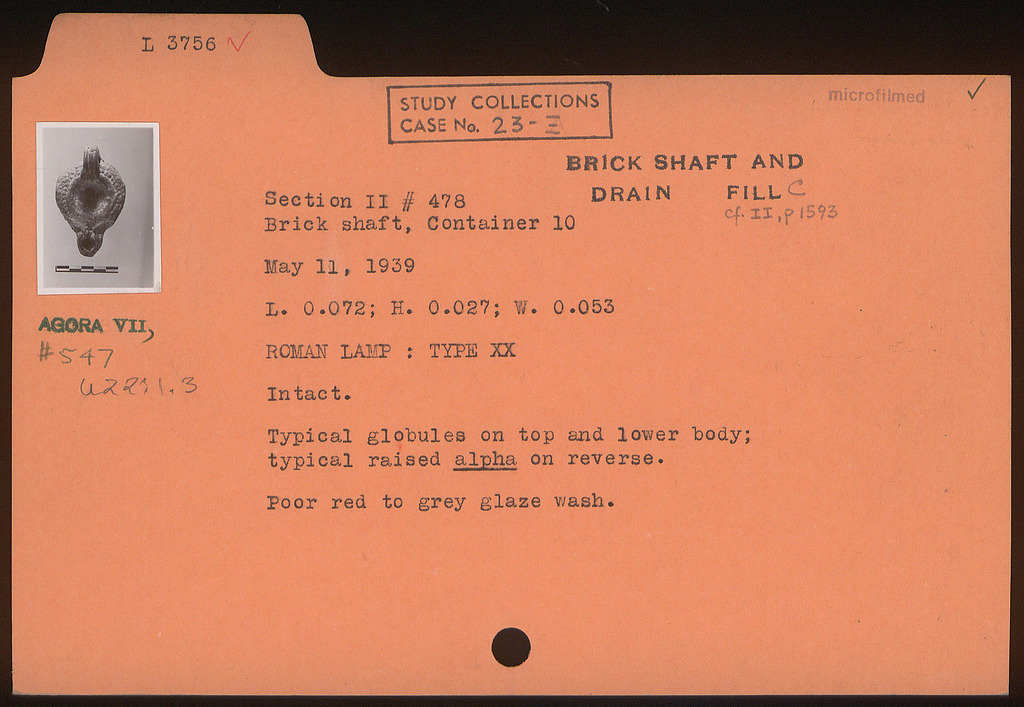 L 3756
microfilmed
STUDY COLLECTIONS
CASE No. 23-
BRICK SHAFT AND
DRAIN FILL C
cf. II, p 1593
Section II # 478
Brick shaft, Container 10
May 11, 1939
L. 0.072; H. 0.027; W. 0.053
AGORA VII,
#547
ROMAN LAMP : TYPE XX
Intact.
Typical globules on top and lower body;
typical raised alpha on reverse.
Poor red to grey glaze wash.